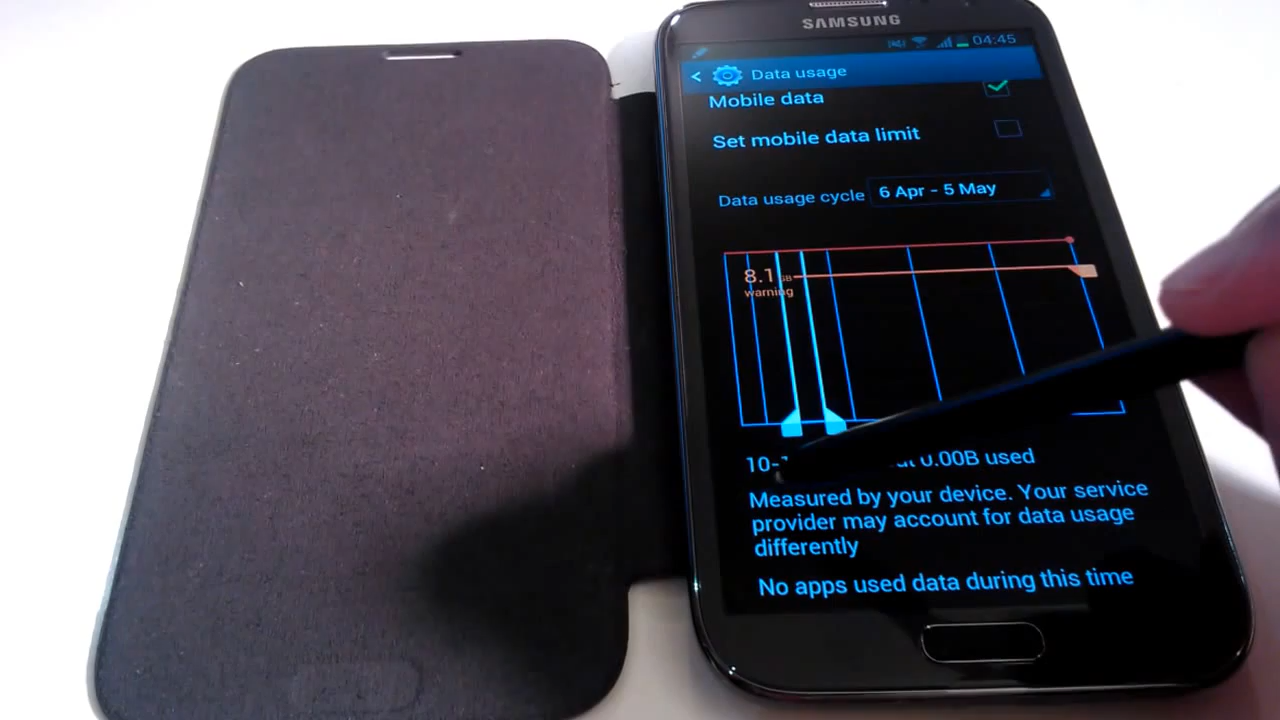 SAMSUNG
04:45
Data usage
Mobile data
Set mobile data limit
Data usage cycle 6 Apr - 5 May
8.1 GB
warning
10- 0.00B used
Measured by your device. Your service
provider may account for data usage
differently
No apps used data during this time